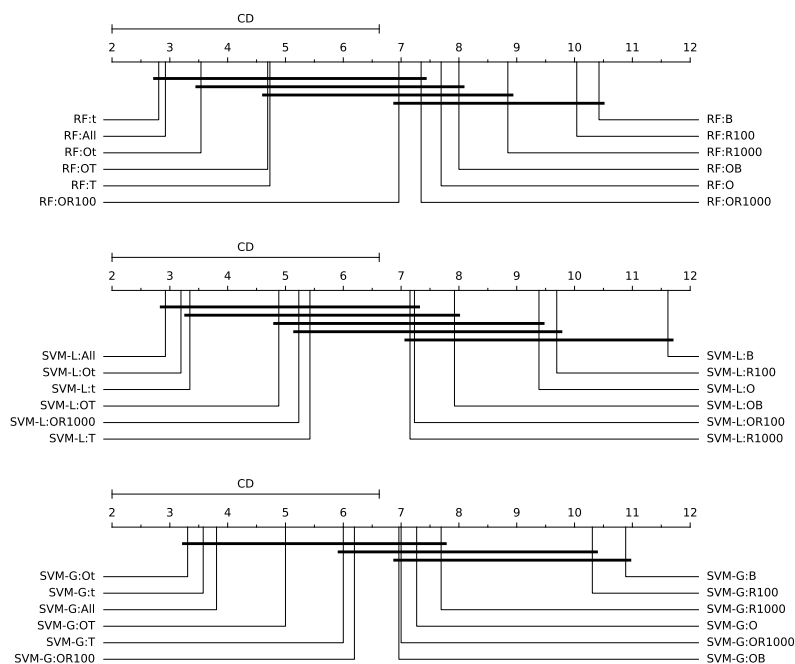 CD
2 3 4 5 6 7 8 9 10 11 12
RF:t RF:B
RF:All RF:R100
RF:Ot RF:R1000
RF:OT RF:OB
RF:T RF:O
RF:OR100 RF:OR1000
CD
2 3 4 5 6 7 8 9 10 11 12
SVM-L:All SVM-L:B
SVM-L:Ot SVM-L:R100
SVM-L:t SVM-L:O
SVM-L:OT SVM-L:OB
SVM-L:OR1000 SVM-L:OR100
SVM-L:T SVM-L:R1000
CD
2 3 4 5 6 7 8 9 10 11 12
SVM-G:Ot SVM-G:B
SVM-G:t SVM-G:R100
SVM-G:All SVM-G:R1000
SVM-G:OT SVM-G:O
SVM-G:T SVM-G:OR1000
SVM-G:OR100 SVM-G:OB